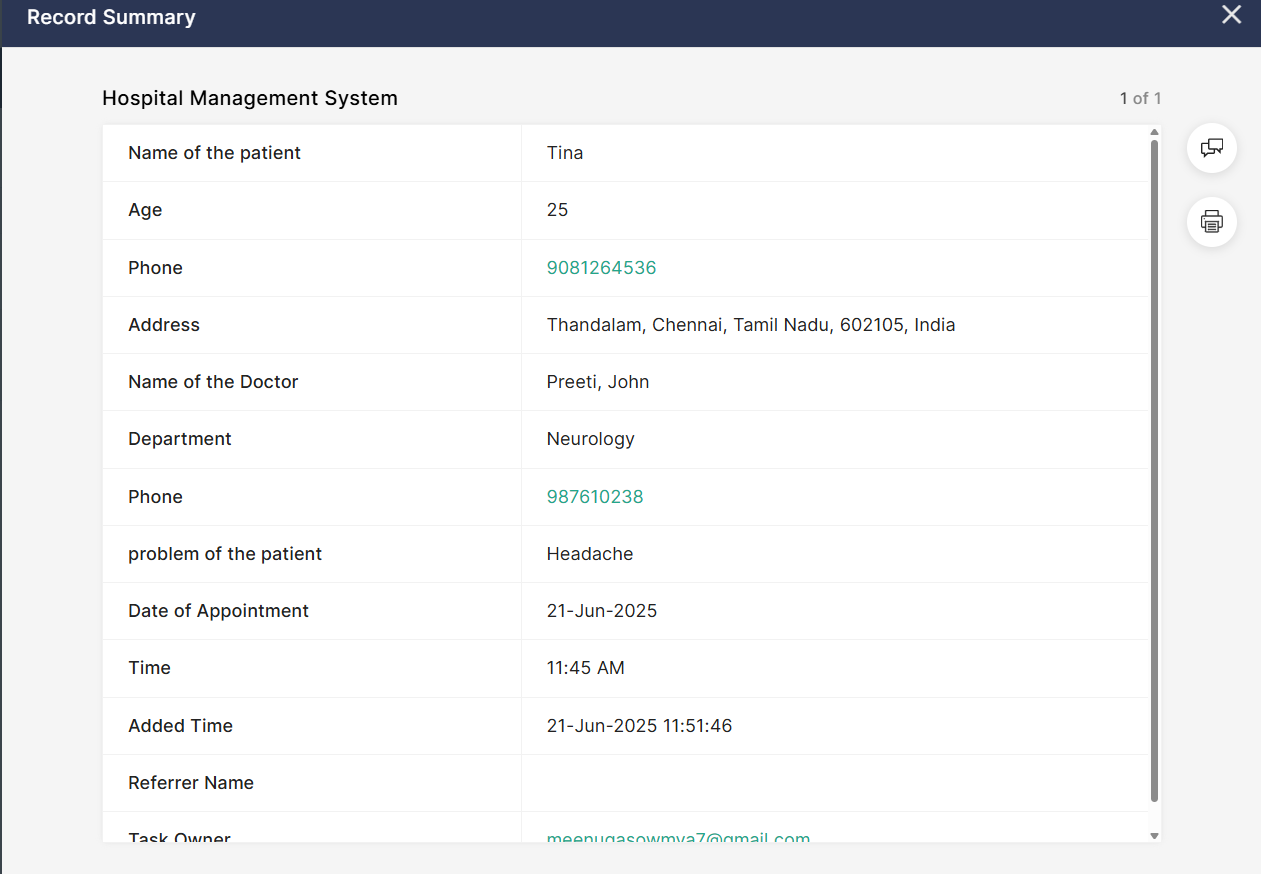 Record Summary
Hospital Management System
1 of 1
Name of the patient Tina
Age 25
Phone 9081264536
Address Thandalam, Chennai, Tamil Nadu, 602105, India
Name of the Doctor Preeti, John
Department Neurology
Phone 987610238
problem of the patient Headache
Date of Appointment 21-Jun-2025
Time 11:45 AM
Added Time 21-Jun-2025 11:51:46
Referrer Name
Task Owner meenugasowmya7@gmail.com